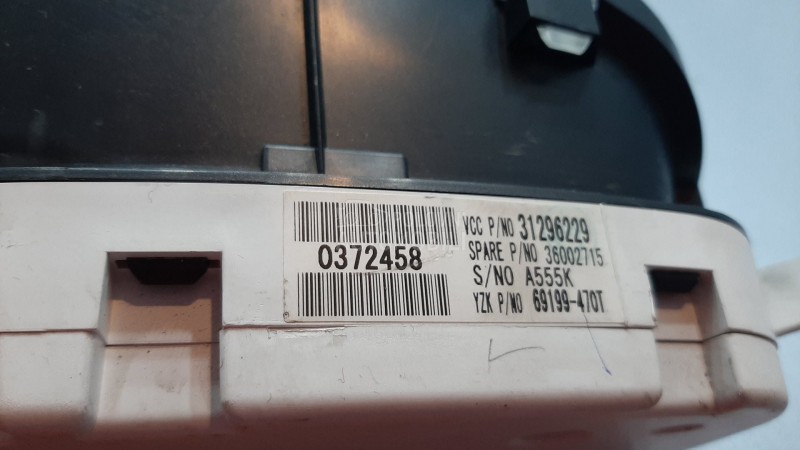 0372458
VCC P/NO 31296229
SPARE P/NO 36002715
S/NO A555K
YZK P/NO 69199-470T